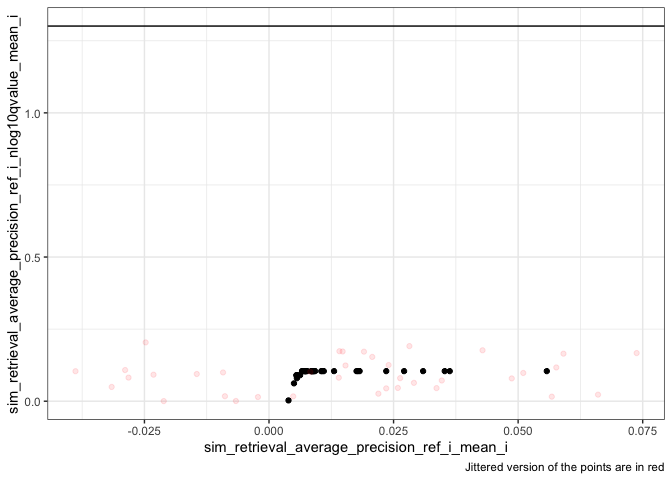 sim_retrieval_average_precision_ref_i_nlog10qvalue_mean_i
1.0
0.5
0.0
-0.025
0.000
0.025
0.050
0.075
sim_retrieval_average_precision_ref_i_mean_i
Jittered version of the points are in red